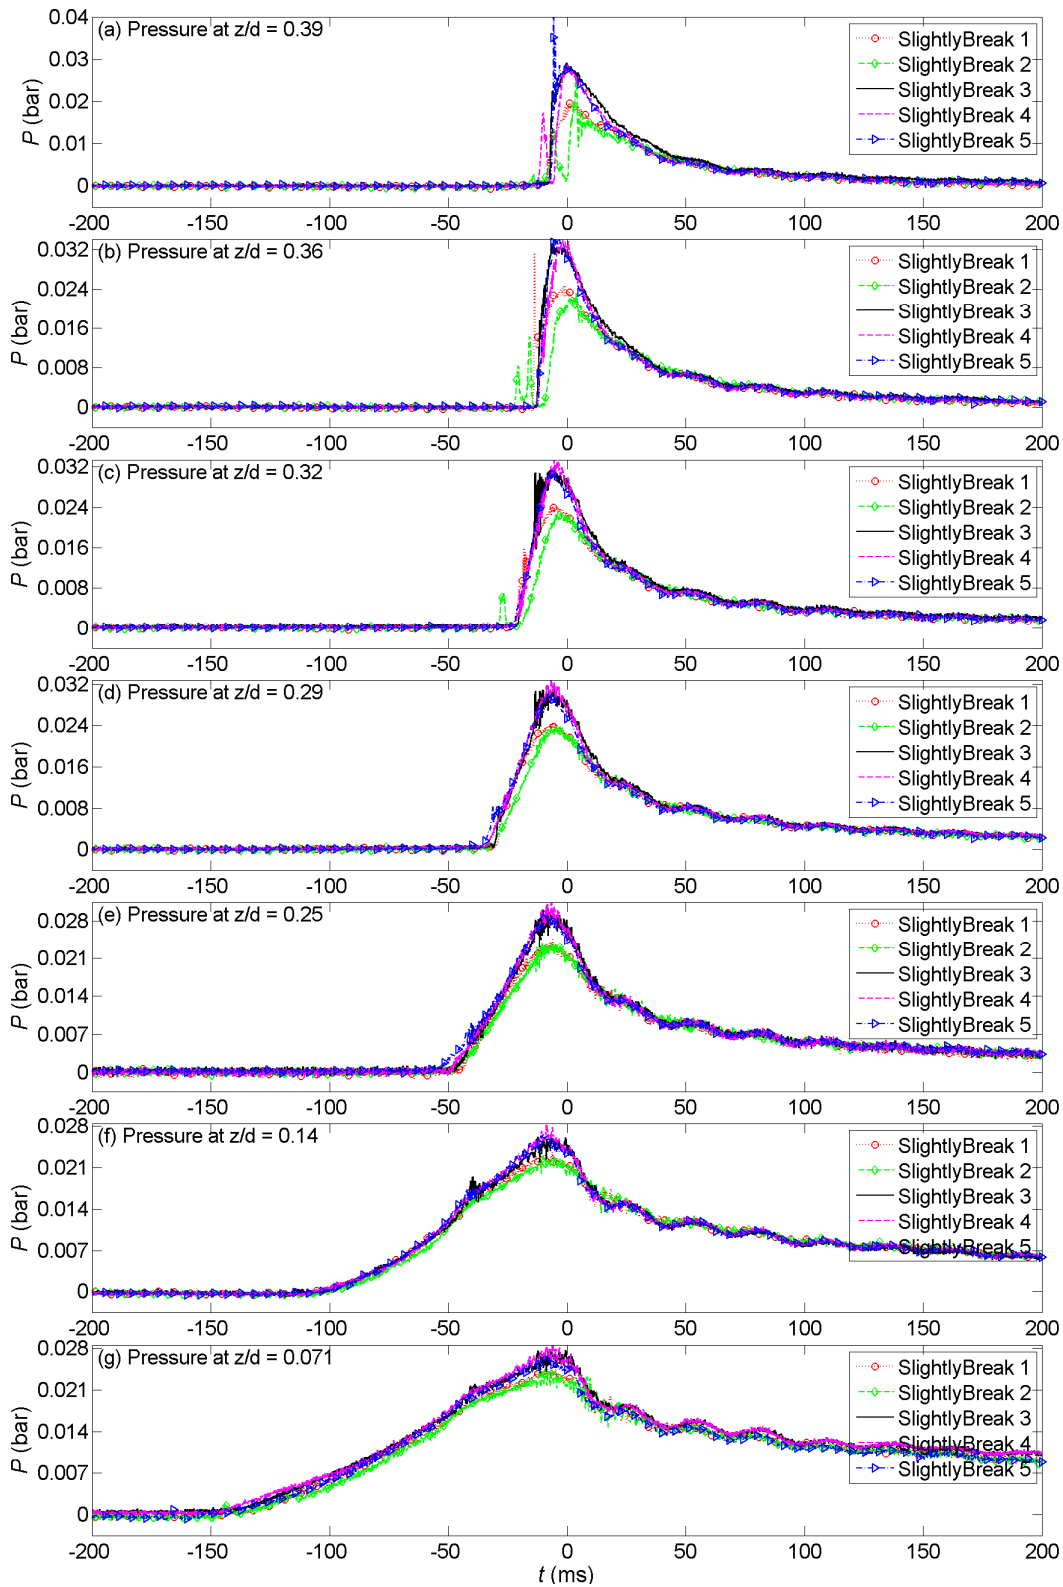 (a) Pressure at z/d = 0.39
0.04
0.03
0.02
0.01
0
P (bar)
SlightlyBreak 1
SlightlyBreak 2
SlightlyBreak 3
SlightlyBreak 4
SlightlyBreak 5
-200 -150 -100 -50 0 50 100 150 200
(b) Pressure at z/d = 0.36
0.032
0.024
0.016
0.008
0
P (bar)
SlightlyBreak 1
SlightlyBreak 2
SlightlyBreak 3
SlightlyBreak 4
SlightlyBreak 5
-200 -150 -100 -50 0 50 100 150 200
(c) Pressure at z/d = 0.32
0.032
0.024
0.016
0.008
0
P (bar)
SlightlyBreak 1
SlightlyBreak 2
SlightlyBreak 3
SlightlyBreak 4
SlightlyBreak 5
-200 -150 -100 -50 0 50 100 150 200
(d) Pressure at z/d = 0.29
0.032
0.024
0.016
0.008
0
P (bar)
SlightlyBreak 1
SlightlyBreak 2
SlightlyBreak 3
SlightlyBreak 4
SlightlyBreak 5
-200 -150 -100 -50 0 50 100 150 200
(e) Pressure at z/d = 0.25
0.028
0.021
0.014
0.007
0
P (bar)
SlightlyBreak 1
SlightlyBreak 2
SlightlyBreak 3
SlightlyBreak 4
SlightlyBreak 5
-200 -150 -100 -50 0 50 100 150 200
(f) Pressure at z/d = 0.14
0.028
0.021
0.014
0.007
0
P (bar)
SlightlyBreak 1
SlightlyBreak 2
SlightlyBreak 3
SlightlyBreak 4
SlightlyBreak 5
-200 -150 -100 -50 0 50 100 150 200
(g) Pressure at z/d = 0.071
0.028
0.021
0.014
0.007
0
P (bar)
SlightlyBreak 1
SlightlyBreak 2
SlightlyBreak 3
SlightlyBreak 4
SlightlyBreak 5
-200 -150 -100 -50 0 50 100 150 200
t (ms)